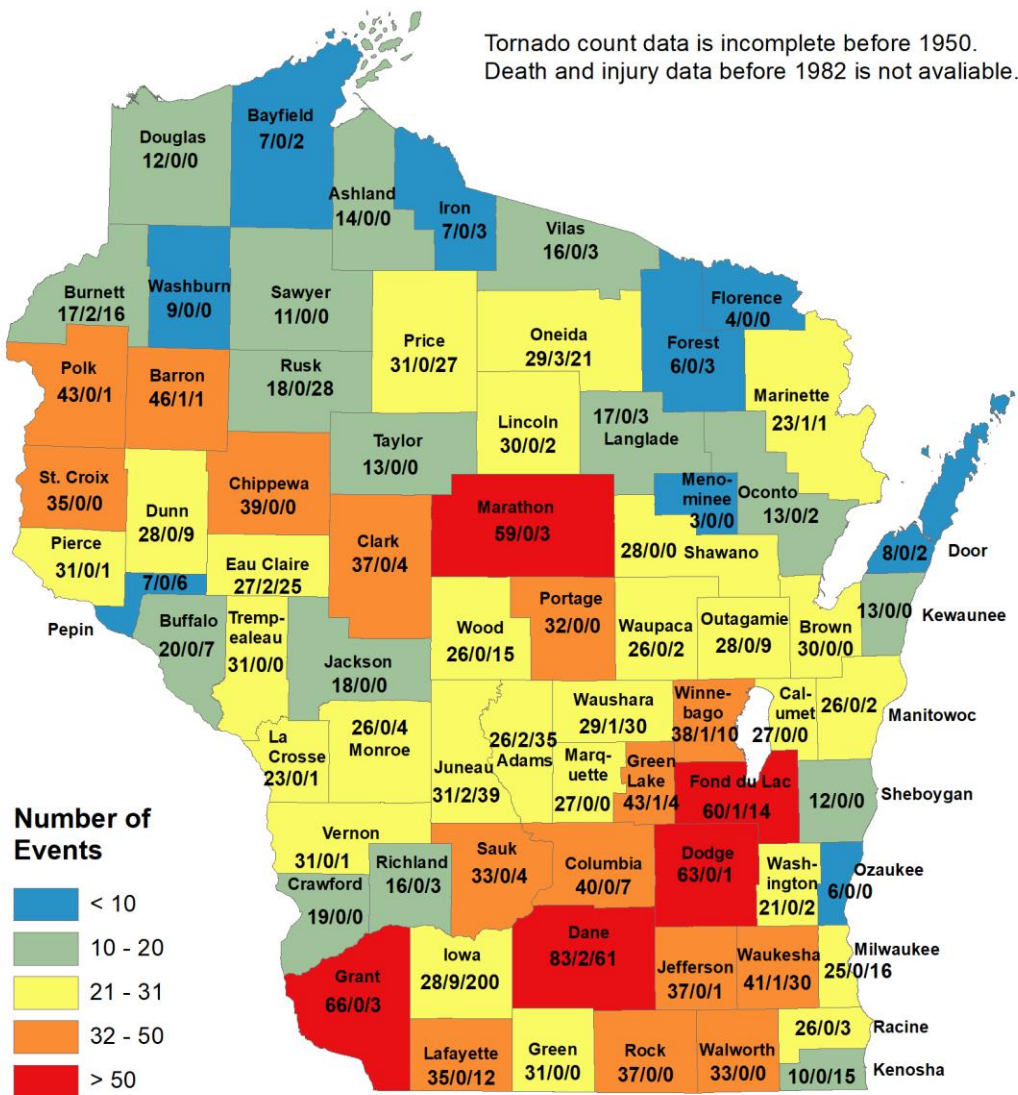 Tornado count data is incomplete before 1950.
Death and injury data before 1982 is not avaliable.
Douglas
12/0/0
Bayfield
7/0/2
Ashland
14/0/0
Iron
7/0/3
Vilas
16/0/3
Burnett
17/2/16
Washburn
9/0/0
Sawyer
11/0/0
Price
31/0/27
Oneida
29/3/21
Forest
6/0/3
Florence
4/0/0
Marinette
23/1/1
Polk
43/0/1
Barron
46/1/1
Rusk
18/0/28
Taylor
13/0/0
Lincoln
30/0/2
17/0/3
Langlade
St. Croix
35/0/0
Dunn
28/0/9
Chippewa
39/0/0
Clark
37/0/4
Marathon
59/0/3
Meno-
minee
3/0/0
Oconto
13/0/2
8/0/2
Door
Pierce
31/0/1
7/0/6
Pepin
Eau Claire
27/2/25
28/0/0
Shawano
Buffalo
20/0/7
Tremp-
ealeau
31/0/0
Jackson
18/0/0
Wood
26/0/15
Portage
32/0/0
Waupaca
26/0/2
Outagamie
28/0/9
Brown
30/0/0
13/0/0
Kewaunee
La
Crosse
23/0/1
26/0/4
Monroe
Juneau
31/2/39
26/2/35
Adams
Waushara
29/1/30
Marq-
uette
27/0/0
Green
Lake
43/1/4
Winne-
bago
38/1/10
Cal-
umet
27/0/0
26/0/2
Manitowoc
Fond du Lac
60/1/14
12/0/0
Sheboygan
Vernon
31/0/1
Crawford
19/0/0
Richland
16/0/3
Sauk
33/0/4
Columbia
40/0/7
Dodge
63/0/1
Wash-
ington
21/0/2
Ozaukee
6/0/0
Grant
66/0/3
Iowa
28/9/200
Dane
83/2/61
Jefferson
37/0/1
Waukesha
41/1/30
Milwaukee
25/0/16
Lafayette
35/0/12
Green
31/0/0
Rock
37/0/0
Walworth
33/0/0
26/0/3
Racine
10/0/15
Kenosha
Number of
Events
< 10
10 - 20
21 - 31
32 - 50
> 50